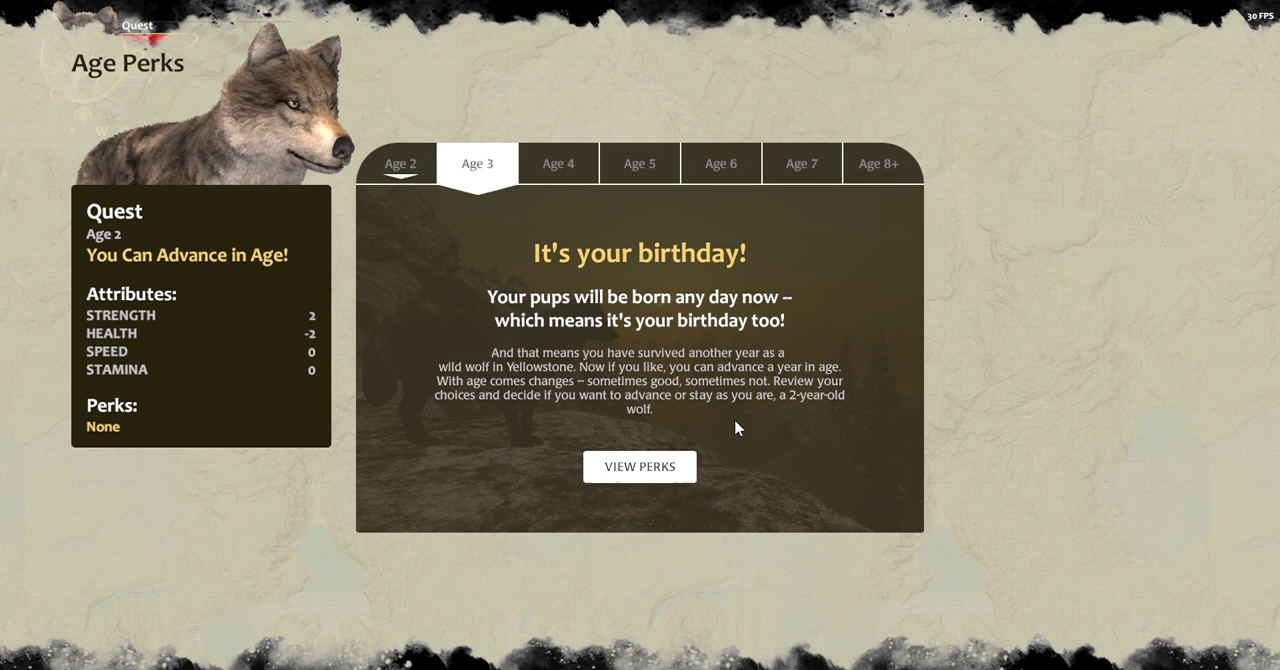 Quest
30 FPS
Age Perks
W
Age 2
Age 3
Age 4
Age 5
Age 6
Age 7
Age 8+
Quest
Age 2
You Can Advance in Age!
Attributes:
STRENGTH 2
HEALTH -2
SPEED 0
STAMINA 0
Perks:
None
It's your birthday!
Your pups will be born any day now --
which means it's your birthday too!
And that means you have survived another year as a
wild wolf in Yellowstone. Now if you like, you can advance a year in age.
With age comes changes -- sometimes good, sometimes not. Review your
choices and decide if you want to advance or stay as you are, a 2-year-old
wolf.
VIEW PERKS